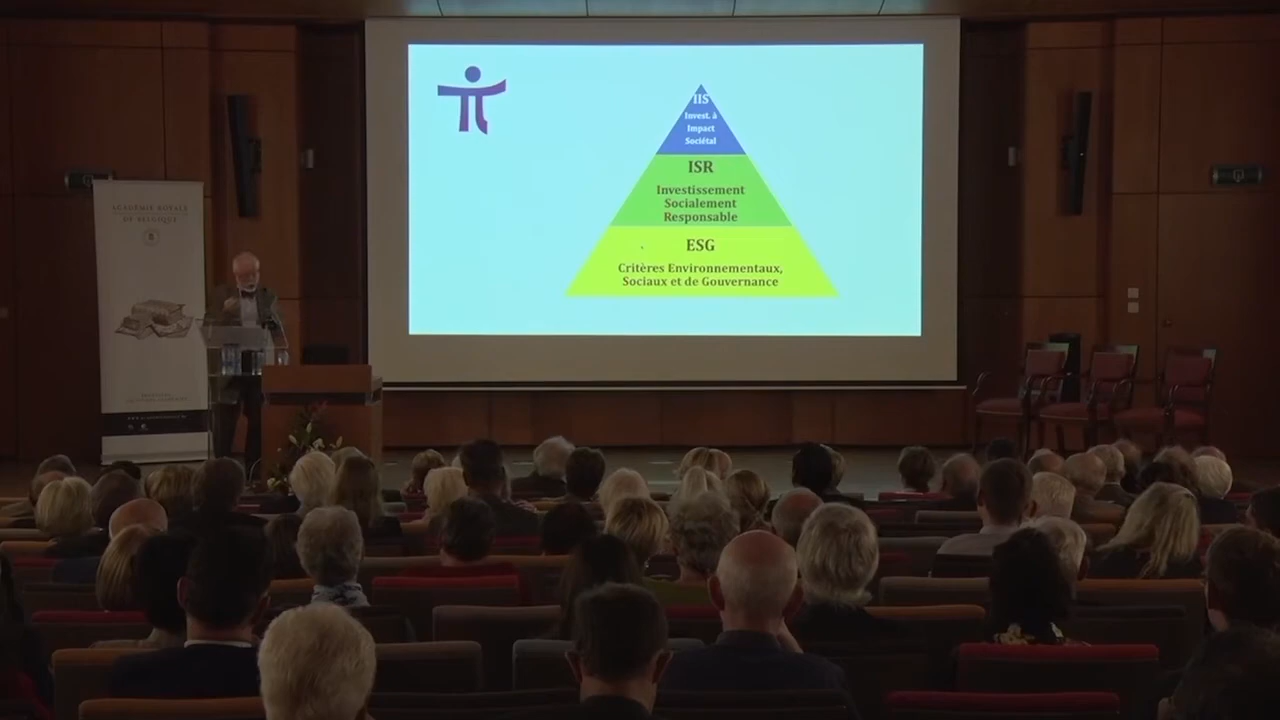 IIS
Invest. à
Impact
Sociétal
ISR
Investissement
Socialement
Responsable
ESG
Critères Environnementaux,
Sociaux et de Gouvernance
ACADÉMIE ROYALE
DE BELGIQUE